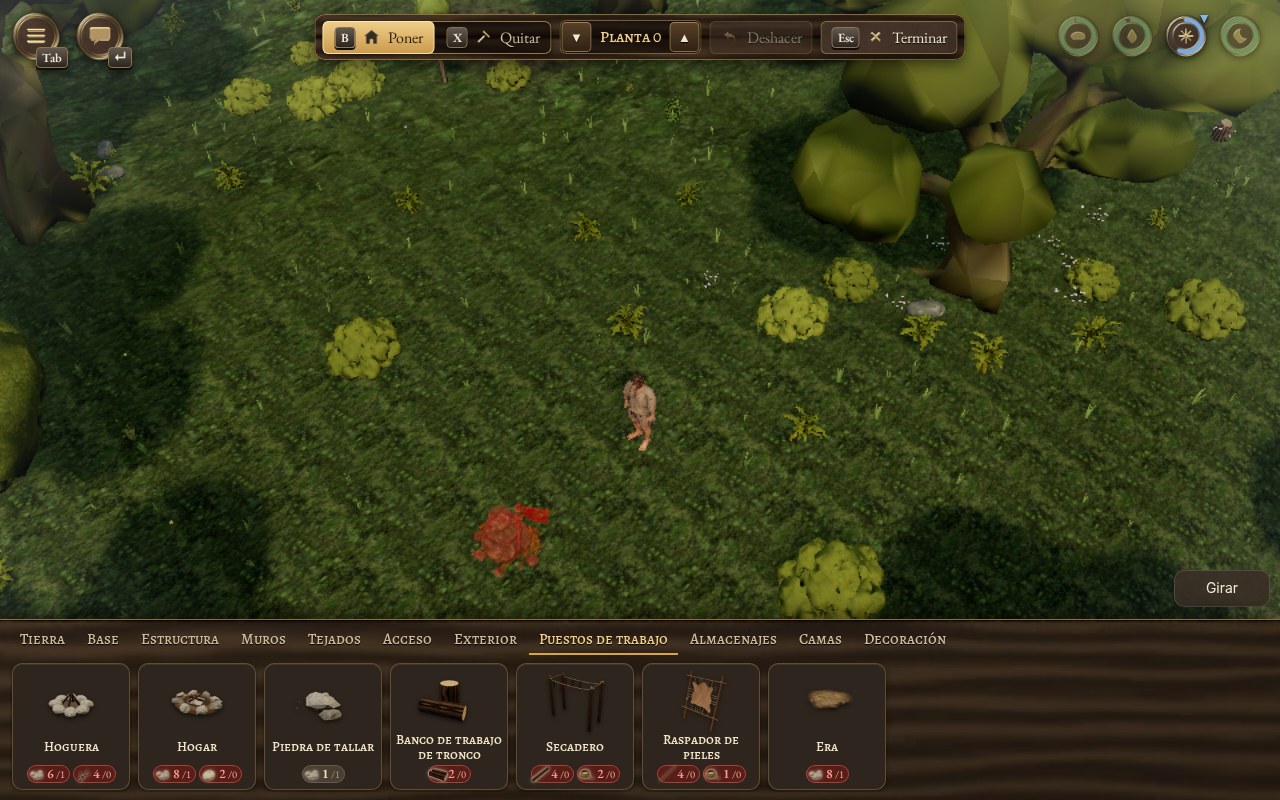 B Poner X Quitar ▼ Planta 0 ▲ Deshacer Esc Terminar
Tab ↵
Girar
Tierra Base Estructura Muros Tejados Acceso Exterior Puestos de trabajo Almacenajes Camas Decoración
Hoguera
6/1 4/0
Hogar
8/1 2/0
Piedra de tallar
1/1
Banco de trabajo
de tronco
2/0
Secadero
4/0 2/0
Raspador de
pieles
4/0 1/0
Era
8/1